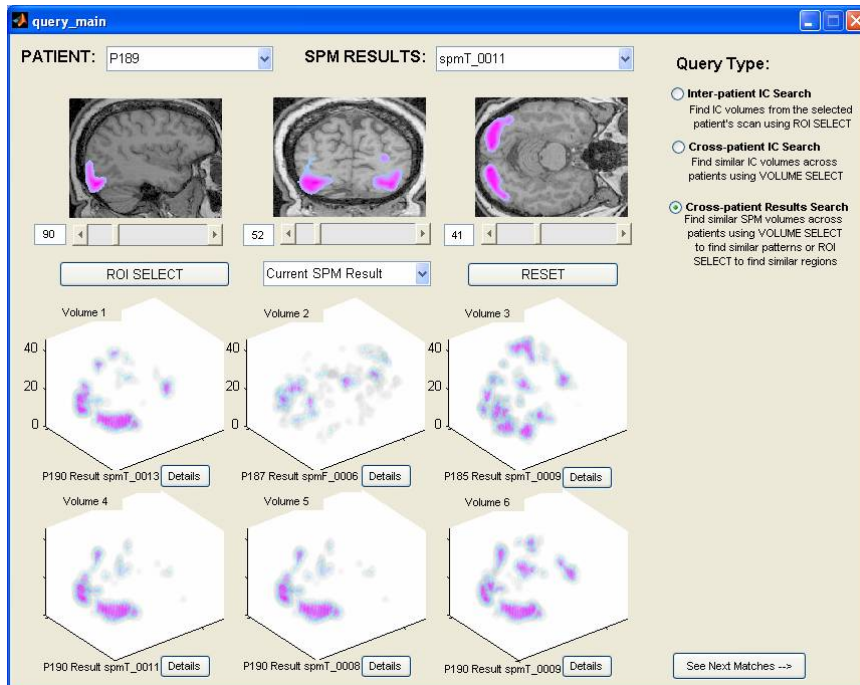 query_main
PATIENT: P189 SPM RESULTS: spmT_0011
Query Type:
Inter-patient IC Search
Find IC volumes from the selected
patient's scan using ROI SELECT
Cross-patient IC Search
Find similar IC volumes across
patients using VOLUME SELECT
Cross-patient Results Search
Find similar SPM volumes across
patients using VOLUME SELECT
to find similar patterns or ROI
SELECT to find similar regions
90 52 41
ROI SELECT Current SPM Result RESET
Volume 1 Volume 2 Volume 3
40 40 40
20 20 20
0 0 0
P190 Result spmT_0013 Details P187 Result spmF_0006 Details P185 Result spmT_0009 Details
Volume 4 Volume 5 Volume 6
P190 Result spmT_0011 Details P190 Result spmT_0008 Details P190 Result spmT_0009 Details
See Next Matches -->